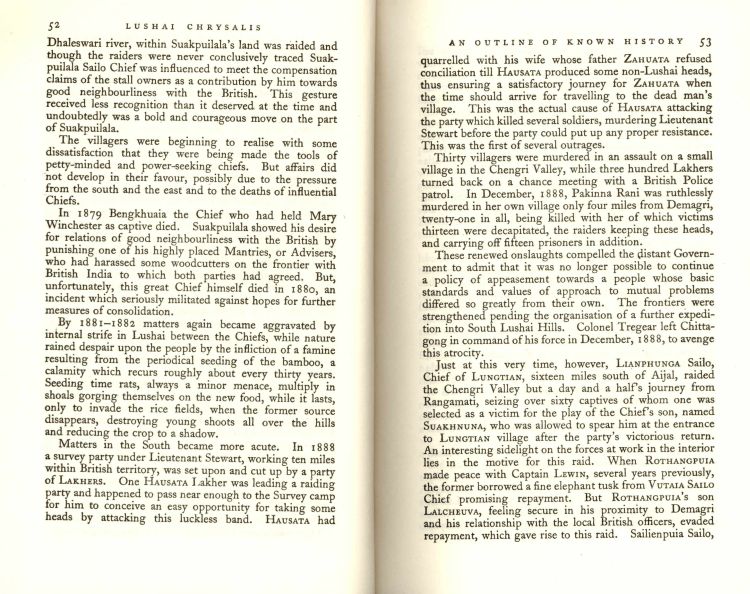 52 LUSHAI CHRYSALIS
Dhaleswari river, within Suakpuilala's land was raided and
though the raiders were never conclusively traced Suak-
puilala Sailo Chief was influenced to meet the compensation
claims of the stall owners as a contribution by him towards
good neighbourliness with the British. This gesture
received less recognition than it deserved at the time and
undoubtedly was a bold and courageous move on the part
of Suakpuilala.
The villagers were beginning to realise with some
dissatisfaction that they were being made the tools of
petty-minded and power-seeking chiefs. But affairs did
not develop in their favour, possibly due to the pressure
from the south and the east and to the deaths of influential
Chiefs.
In 1879 Bengkhuaia the Chief who had held Mary
Winchester as captive died. Suakpuilala showed his desire
for relations of good neighbourliness with the British by
punishing one of his highly placed Mantries, or Advisers,
who had harassed some woodcutters on the frontier with
British India to which both parties had agreed. But,
unfortunately, this great Chief himself died in 1880, an
incident which seriously militated against hopes for further
measures of consolidation.
By 1881–1882 matters again became aggravated by
internal strife in Lushai between the Chiefs, while nature
rained despair upon the people by the infliction of a famine
resulting from the periodical seeding of the bamboo, a
calamity which recurs roughly about every thirty years.
Seeding time rats, always a minor menace, multiply in
shoals gorging themselves on the new food, while it lasts,
only to invade the rice fields, when the former source
disappears, destroying young shoots all over the hills
and reducing the crop to a shadow.
Matters in the South became more acute. In 1888
a survey party under Lieutenant Stewart, working ten miles
within British territory, was set upon and cut up by a party
of LAKHERS. One HAUSATA Lakher was leading a raiding
party and happened to pass near enough to the Survey camp
for him to conceive an easy opportunity for taking some
heads by attacking this luckless band. HAUSATA had
AN OUTLINE OF KNOWN HISTORY 53
quarrelled with his wife whose father ZAHUATA refused
conciliation till HAUSATA produced some non-Lushai heads,
thus ensuring a satisfactory journey for ZAHUATA when
the time should arrive for travelling to the dead man's
village. This was the actual cause of HAUSATA attacking
the party which killed several soldiers, murdering Lieutenant
Stewart before the party could put up any proper resistance.
This was the first of several outrages.
Thirty villagers were murdered in an assault on a small
village in the Chengri Valley, while three hundred Lakhers
turned back on a chance meeting with a British Police
patrol. In December, 1888, Pakinna Rani was ruthlessly
murdered in her own village only four miles from Demagri,
twenty-one in all, being killed with her of which victims
thirteen were decapitated, the raiders keeping these heads,
and carrying off fifteen prisoners in addition.
These renewed onslaughts compelled the distant Govern-
ment to admit that it was no longer possible to continue
a policy of appeasement towards a people whose basic
standards and values of approach to mutual problems
differed so greatly from their own. The frontiers were
strengthened pending the organisation of a further expedi-
tion into South Lushai Hills. Colonel Tregear left Chitta-
gong in command of his force in December, 1888, to avenge
this atrocity.
Just at this very time, however, LIANPHUNGA Sailo,
Chief of LUNGTIAN, sixteen miles south of Aijal, raided
the Chengri Valley but a day and a half's journey from
Rangamati, seizing over sixty captives of whom one was
selected as a victim for the play of the Chief's son, named
SUAKHNUNA, who was allowed to spear him at the entrance
to LUNGTIAN village after the party's victorious return.
An interesting sidelight on the forces at work in the interior
lies in the motive for this raid. When ROTHANGPUIA
made peace with Captain LEWIN, several years previously,
the former borrowed a fine elephant tusk from VUTAIA SAILO
Chief promising repayment. But ROTHANGPUIA's son
LALCHEUVA, feeling secure in his proximity to Demagri
and his relationship with the local British officers, evaded
repayment, which gave rise to this raid. Sailienpuia Sailo,